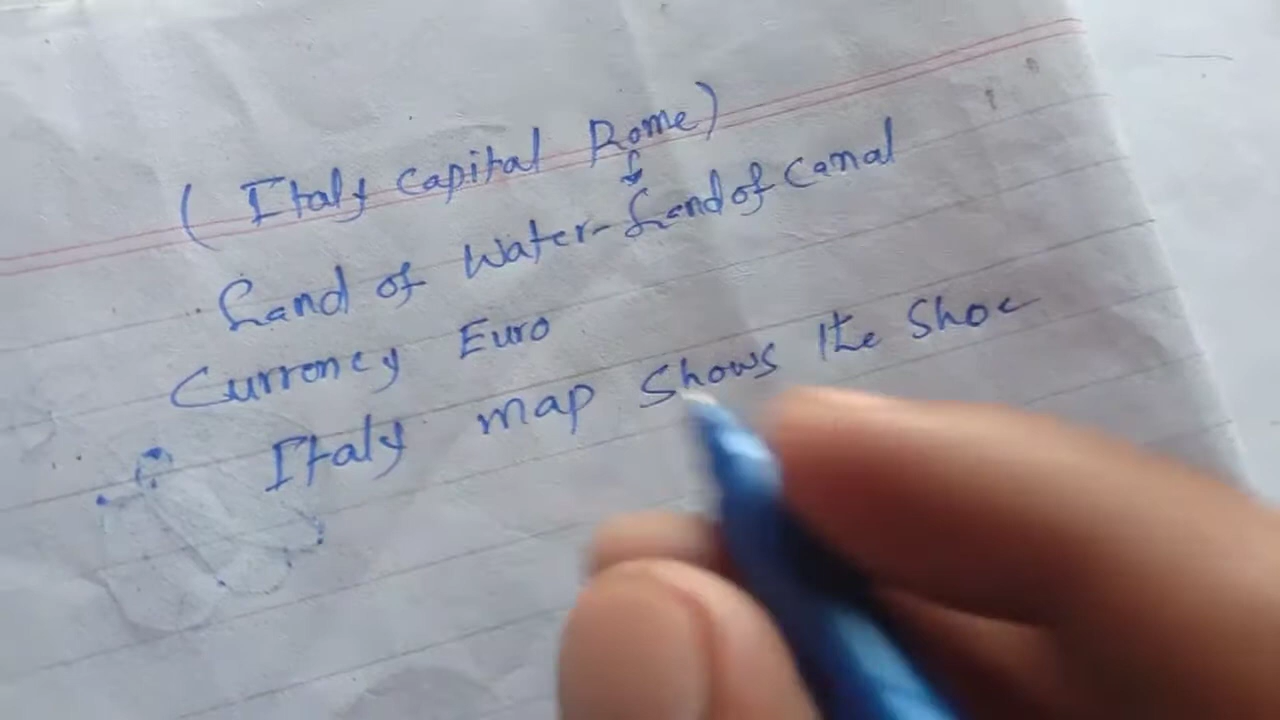 ( Italy Capital Rome)
Land of Water-Land of Canal
Currency Euro
Italy map Shows the Shoe